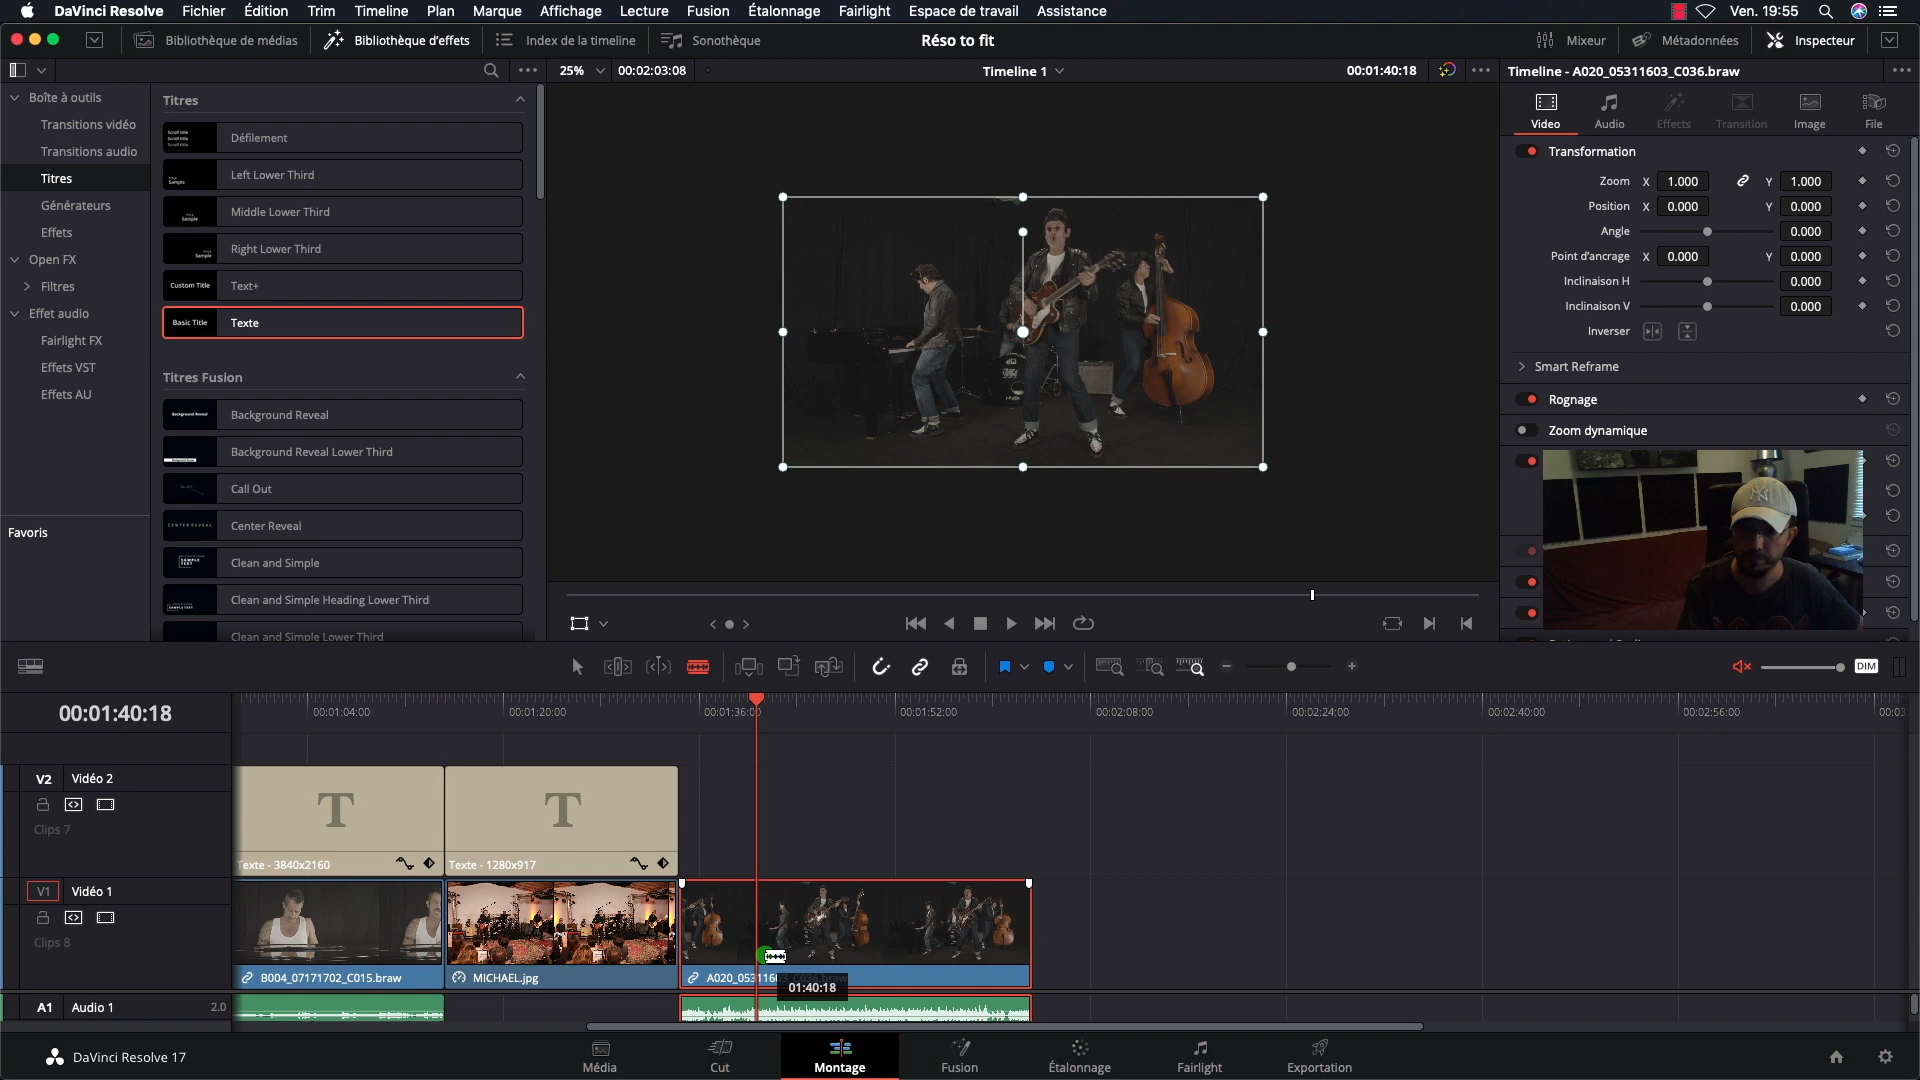 DaVinci Resolve Fichier Édition Trim Timeline Plan Marque Affichage Lecture Fusion Étalonnage Fairlight Espace de travail Assistance Ven. 19:55
Bibliothèque de médias Bibliothèque d'effets Index de la timeline Sonothèque Réso to fit Mixeur Métadonnées Inspecteur
25% 00:02:03:08 Timeline 1 00:01:40:18 Timeline - A020_05311603_C036.braw
Boîte à outils
Transitions vidéo
Transitions audio
Titres
Générateurs
Effets
Open FX
Filtres
Effet audio
Fairlight FX
Effets VST
Effets AU
Favoris
Titres
Défilement
Left Lower Third
Middle Lower Third
Right Lower Third
Custom Title Text+
Basic Title Texte
Titres Fusion
Background Reveal Background Reveal
Background Reveal Lower Third
Call Out
CENTER REVEAL Center Reveal
SAMPLE TEXT Clean and Simple
SAMPLE TEXT Clean and Simple Heading Lower Third
Clean and Simple Lower Third
Video Audio Effects Transition Image File
Transformation
Zoom X 1.000 Y 1.000
Position X 0.000 Y 0.000
Angle 0.000
Point d'ancrage X 0.000 Y 0.000
Inclinaison H 0.000
Inclinaison V 0.000
Inverser
Smart Reframe
Rognage
Zoom dynamique
DIM
00:01:40:18
00:01:04:00 00:01:20:00 00:01:36:00 00:01:52:00 00:02:08:00 00:02:24:00 00:02:40:00 00:02:56:00 00:03
V2 Vidéo 2
Clips 7
T T
Texte - 3840x2160 Texte - 1280x917
V1 Vidéo 1
Clips 8
B004_07171702_C015.braw MICHAEL.jpg A020_0531160
01:40:18
A1 Audio 1 2.0
DaVinci Resolve 17
Média Cut Montage Fusion Étalonnage Fairlight Exportation